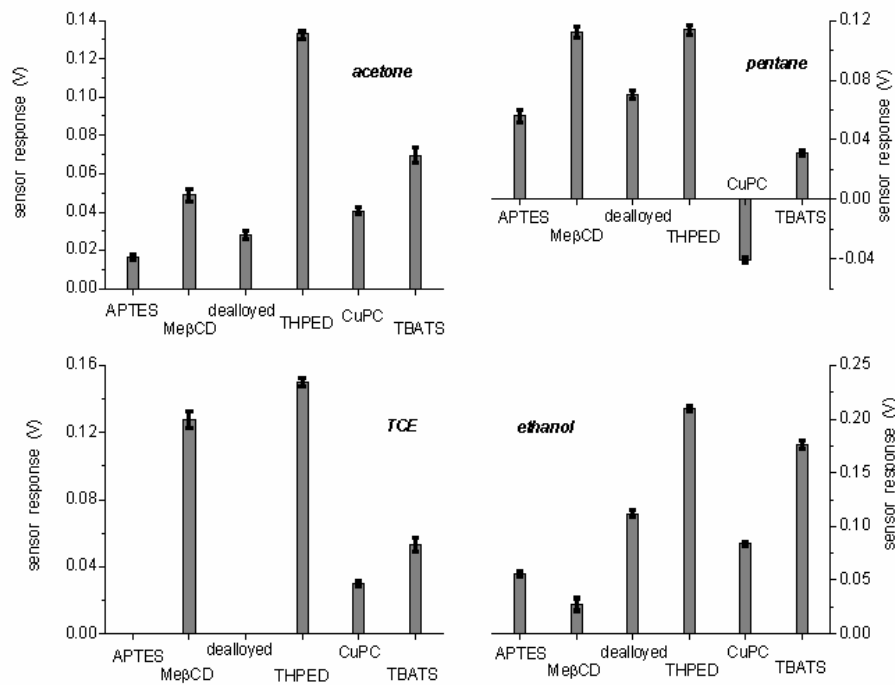 0.14
0.12
0.10
0.08
0.06
0.04
0.02
0.00
sensor response (V)
acetone
APTES
MeβCD
dealloyed
THPED
CuPC
TBATS
0.12
0.08
0.04
0.00
-0.04
sensor response (V)
pentane
APTES
MeβCD
dealloyed
THPED
CuPC
TBATS
0.16
0.12
0.08
0.04
0.00
sensor response (V)
TCE
APTES
MeβCD
dealloyed
THPED
CuPC
TBATS
0.25
0.20
0.15
0.10
0.05
0.00
sensor response (V)
ethanol
APTES
MeβCD
dealloyed
THPED
CuPC
TBATS